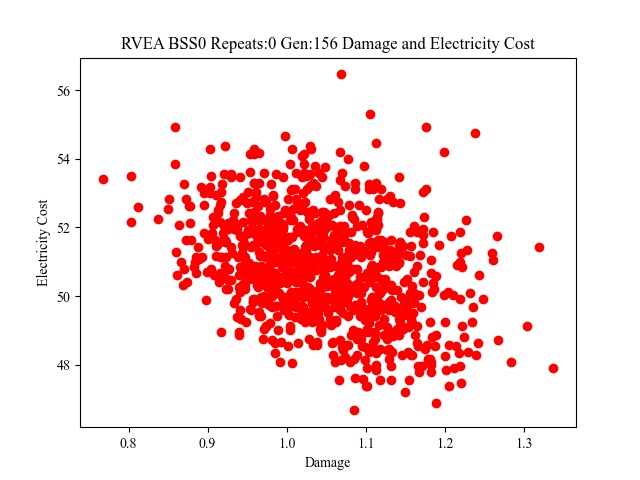 RVEA BSS0 Repeats:0 Gen:156 Damage and Electricity Cost
56
54
52
50
48
Electricity Cost
0.8 0.9 1.0 1.1 1.2 1.3
Damage